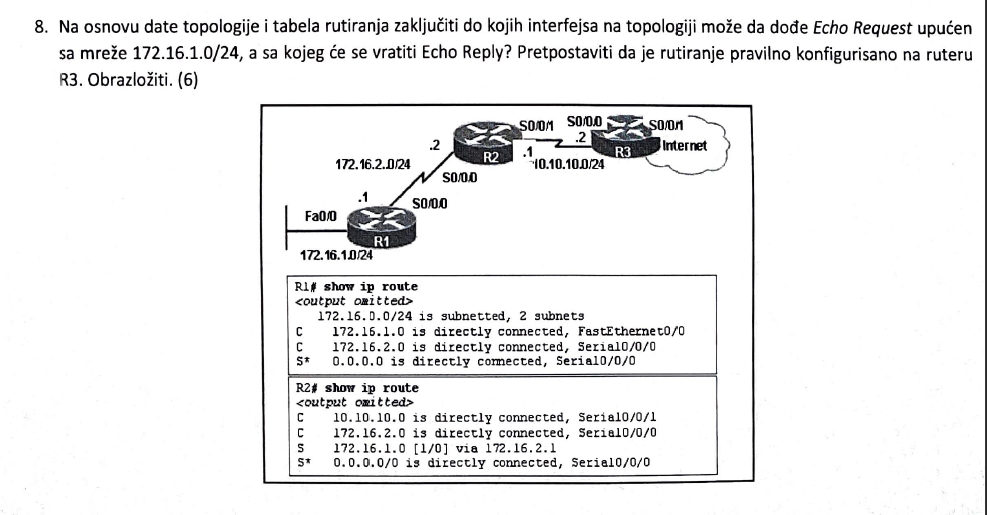 8. Na osnovu date topologije i tabela rutiranja zaključiti do kojih interfejsa na topologiji može da dođe Echo Request upućen
sa mreže 172.16.1.0/24, a sa kojeg će se vratiti Echo Reply? Pretpostaviti da je rutiranje pravilno konfigurisano na ruteru
R3. Obrazložiti. (6)
S0/0/1 S0/0/0 S0/0/1
.2 .2 Internet
R2 .1 R3
172.16.2.0/24 10.10.10.0/24
S0/0/0
.1 S0/0/0
Fa0/0
R1
172.16.1.0/24
R1# show ip route
<output omitted>
172.16.0.0/24 is subnetted, 2 subnets
C 172.16.1.0 is directly connected, FastEthernet0/0
C 172.16.2.0 is directly connected, Serial0/0/0
S* 0.0.0.0 is directly connected, Serial0/0/0
R2# show ip route
<output omitted>
C 10.10.10.0 is directly connected, Serial0/0/1
C 172.16.2.0 is directly connected, Serial0/0/0
S 172.16.1.0 [1/0] via 172.16.2.1
S* 0.0.0.0/0 is directly connected, Serial0/0/0